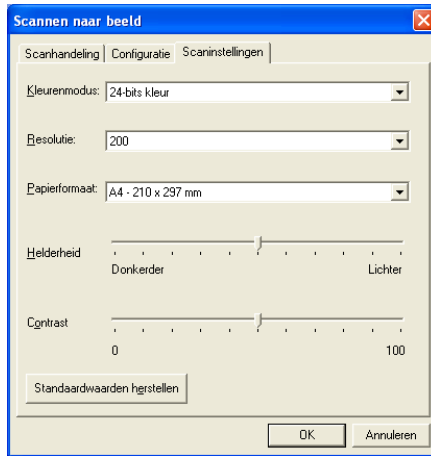 Scannen naar beeld
Scanhandeling Configuratie Scaninstellingen
Kleurenmodus: 24-bits kleur
Resolutie: 200
Papierformaat: A4 - 210 x 297 mm
Helderheid
Donkerder Lichter
Contrast
0 100
Standaardwaarden herstellen
OK Annuleren